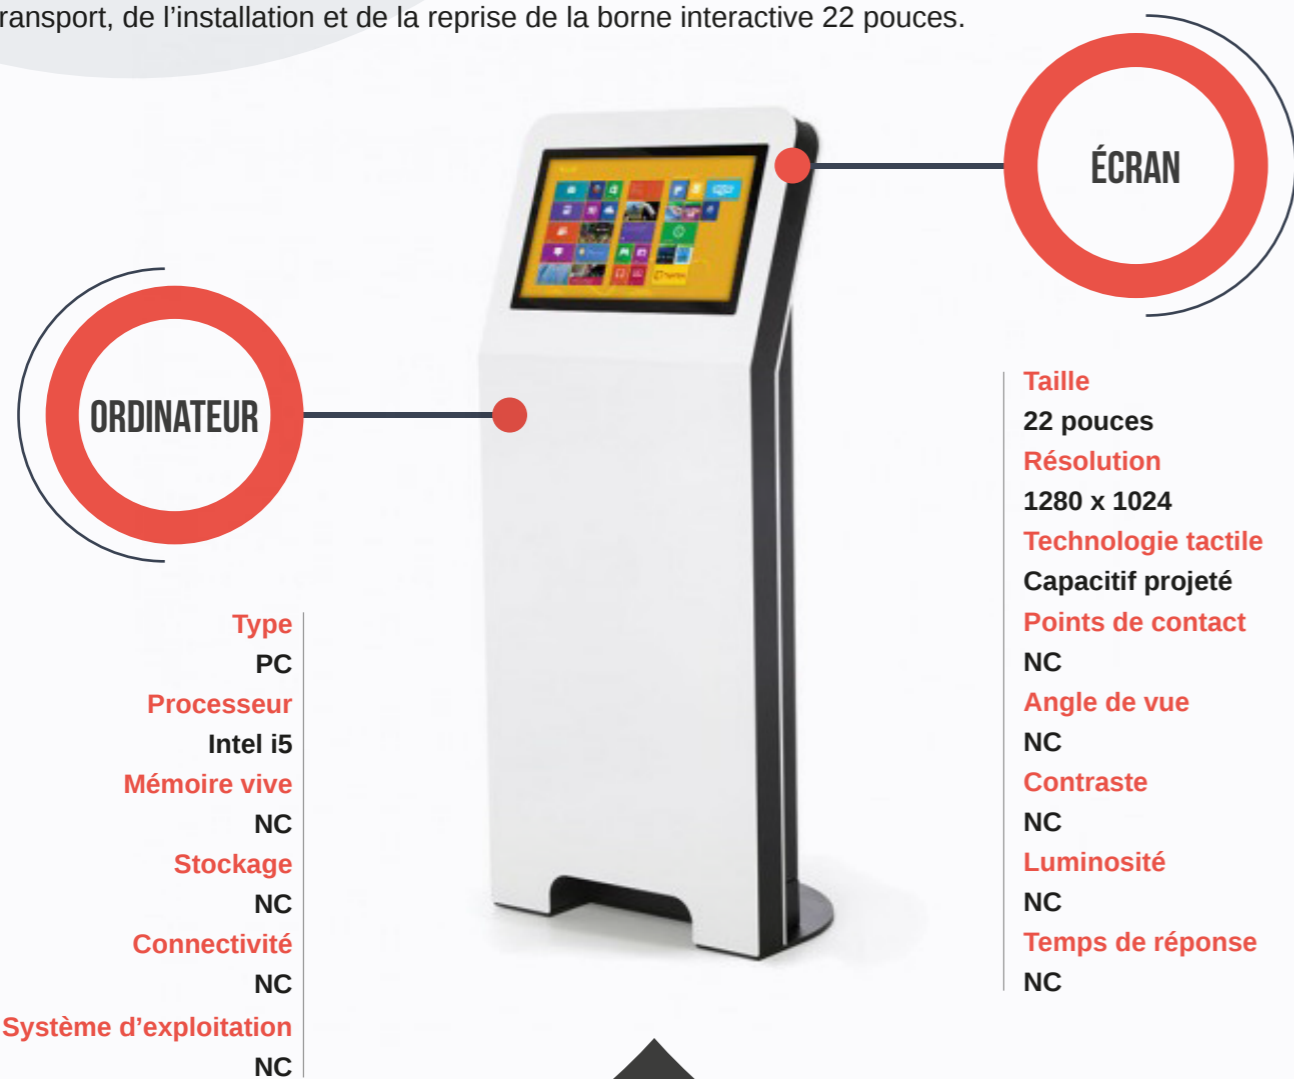 ransport, de l’installation et de la reprise de la borne interactive 22 pouces.
ÉCRAN
ORDINATEUR
Taille
22 pouces
Résolution
1280 x 1024
Technologie tactile
Capacitif projeté
Points de contact
NC
Angle de vue
NC
Contraste
NC
Luminosité
NC
Temps de réponse
NC
Type
PC
Processeur
Intel i5
Mémoire vive
NC
Stockage
NC
Connectivité
NC
Système d’exploitation
NC